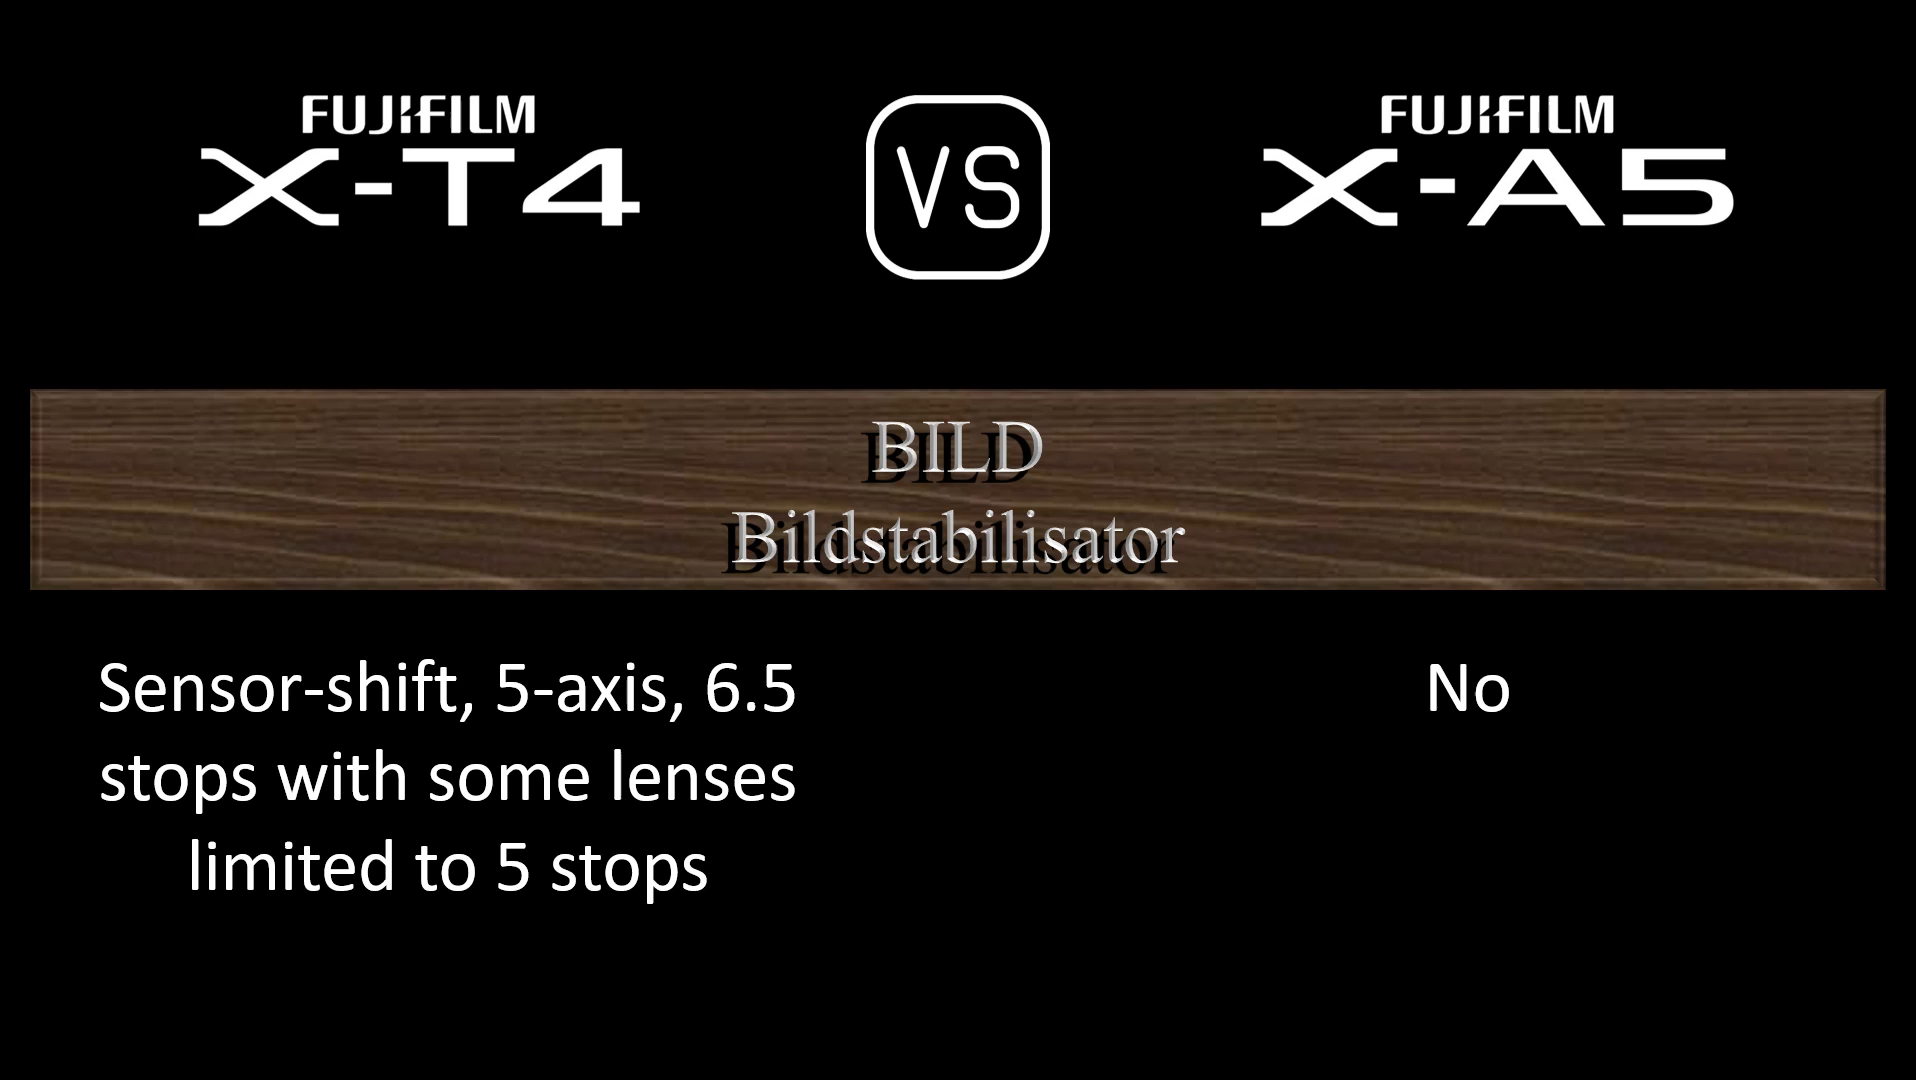 FUJIFILM
X-T4
VS
FUJIFILM
X-A5
BILD
Bildstabilisator
Sensor-shift, 5-axis, 6.5
stops with some lenses
limited to 5 stops
No